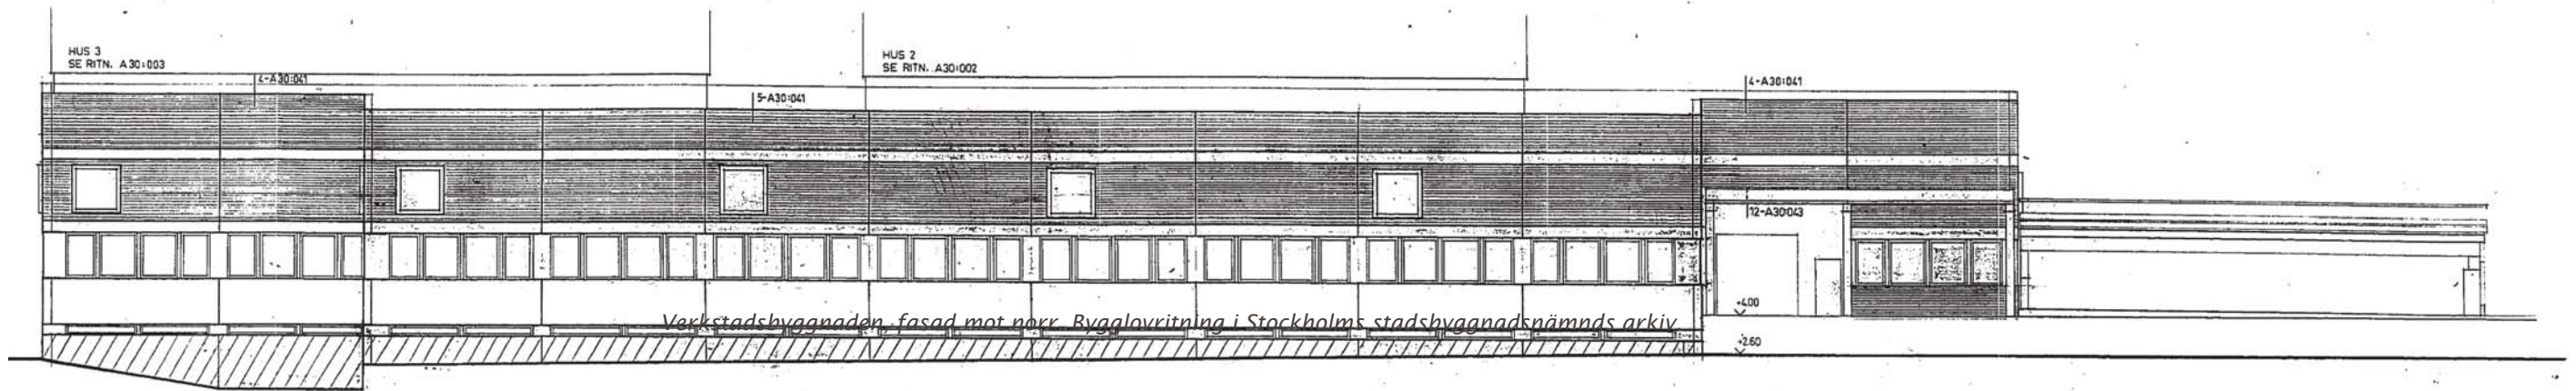 HUS 3
SE RITN. A30:003
HUS 2
SE RITN. A30:002
4-A30:041
5-A30:041
4-A30:041
12-A30:043
+4.00
Verkstadsbyggnaden, fasad mot norr. Bygglovritning i Stockholms stadsbyggnadsnämnds arkiv
+2.60